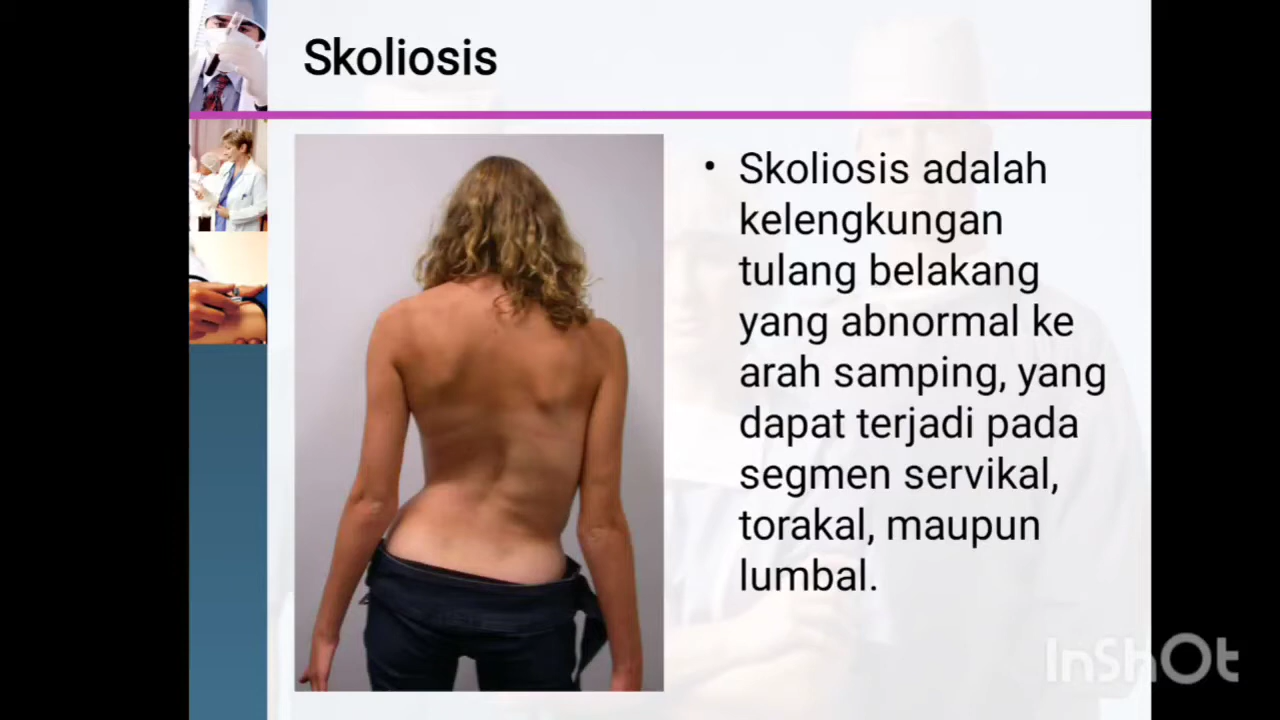 Skoliosis
• Skoliosis adalah
kelengkungan
tulang belakang
yang abnormal ke
arah samping, yang
dapat terjadi pada
segmen servikal,
torakal, maupun
lumbal.
InShOt